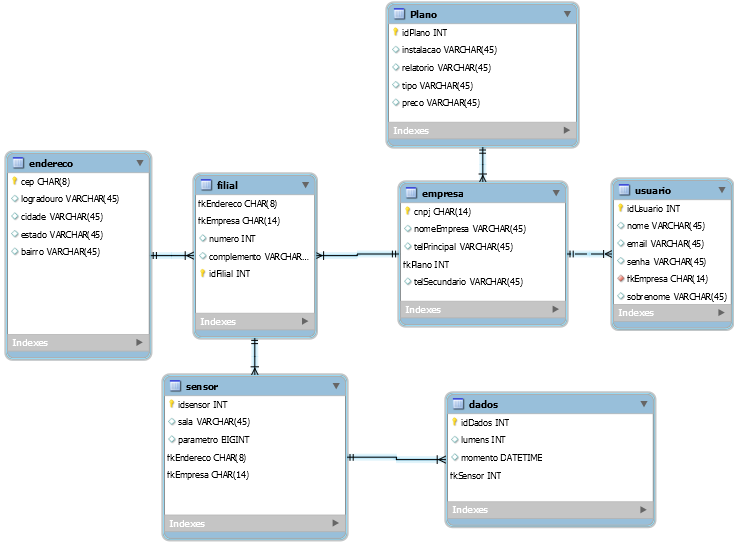 Plano
idPlano INT
instalacao VARCHAR(45)
relatorio VARCHAR(45)
tipo VARCHAR(45)
preco VARCHAR(45)
Indexes
endereco
cep CHAR(8)
logradouro VARCHAR(45)
cidade VARCHAR(45)
estado VARCHAR(45)
bairro VARCHAR(45)
Indexes
filial
fkEndereco CHAR(8)
fkEmpresa CHAR(14)
numero INT
complemento VARCHAR...
idFilial INT
Indexes
empresa
cnpj CHAR(14)
nomeEmpresa VARCHAR(45)
telPrincipal VARCHAR(45)
fkPlano INT
telSecundario VARCHAR(45)
Indexes
usuario
idUsuario INT
nome VARCHAR(45)
email VARCHAR(45)
senha VARCHAR(45)
fkEmpresa CHAR(14)
sobrenome VARCHAR(45)
Indexes
sensor
idsensor INT
sala VARCHAR(45)
parametro BIGINT
fkEndereco CHAR(8)
fkEmpresa CHAR(14)
Indexes
dados
idDados INT
lumens INT
momento DATETIME
fkSensor INT
Indexes